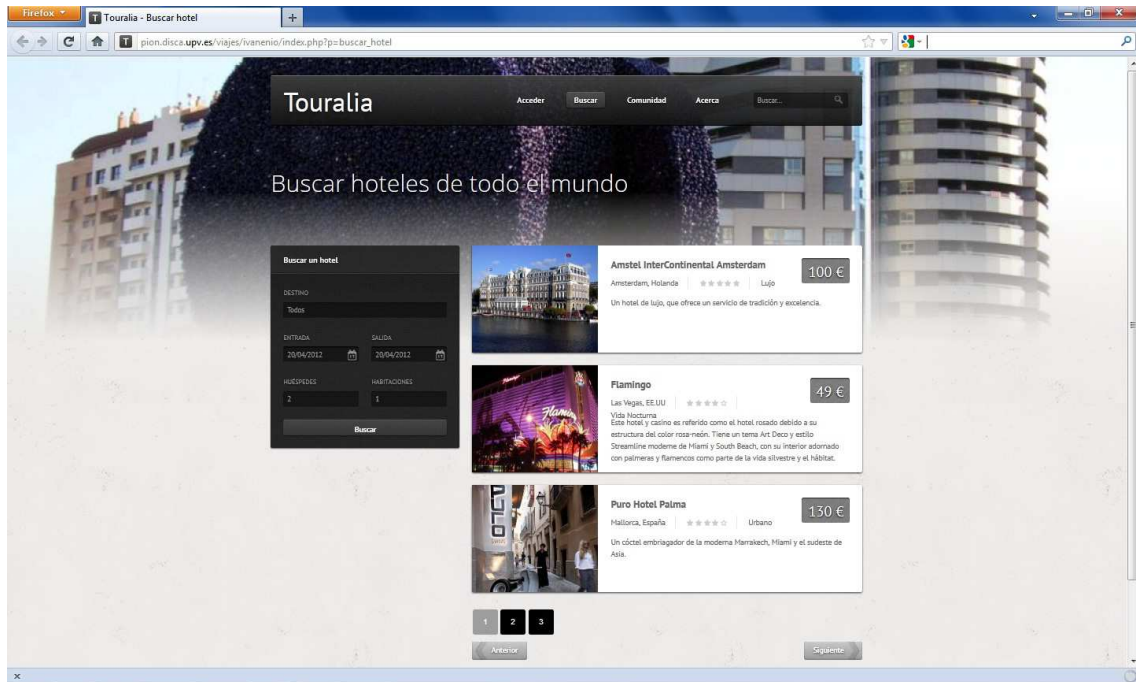 Firefox
Touralia - Buscar hotel
pion.disca.upv.es/viajes/ivanenio/index.php?p=buscar_hotel
Touralia
Acceder Buscar Comunidad Acerca Buscar...
Buscar hoteles de todo el mundo
Buscar un hotel
DESTINO
Todos
ENTRADA SALIDA
20/04/2012 20/04/2012
HUÉSPEDES HABITACIONES
2 1
Buscar
Amstel InterContinental Amsterdam
100 €
Amsterdam, Holanda Lujo
Un hotel de lujo, que ofrece un servicio de tradición y excelencia.
Flamingo
49 €
Las Vegas, EE.UU
Vida Nocturna
Este hotel y casino es referido como el hotel rosado debido a su
estructura del color rosa-neón. Tiene un tema Art Deco y estilo
Streamline moderne de Miami y South Beach, con su interior adornado
con palmeras y flamencos como parte de la vida silvestre y el hábitat.
Flamingo
Puro Hotel Palma
130 €
Mallorca, España Urbano
Un cóctel embriagador de la moderna Marrakech, Miami y el sudeste de
Asia.
1 2 3
Anterior Siguiente